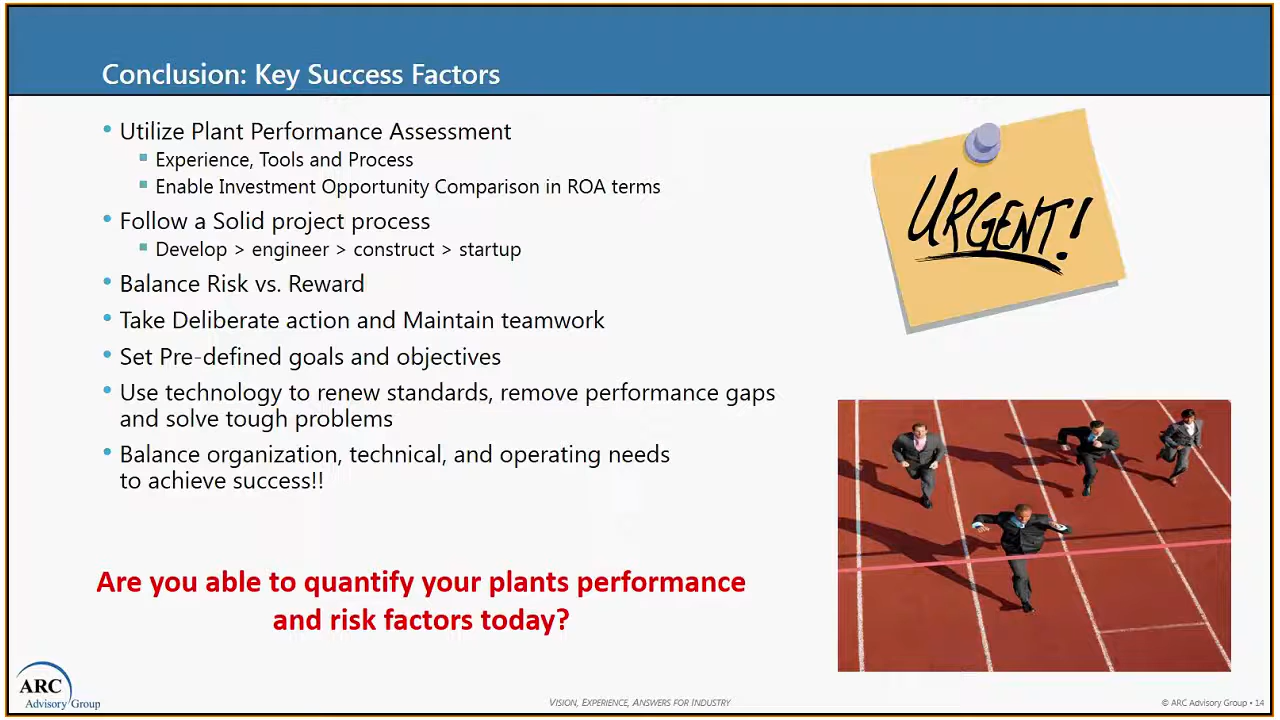 Conclusion: Key Success Factors
• Utilize Plant Performance Assessment
▪ Experience, Tools and Process
▪ Enable Investment Opportunity Comparison in ROA terms
• Follow a Solid project process
▪ Develop > engineer > construct > startup
• Balance Risk vs. Reward
• Take Deliberate action and Maintain teamwork
• Set Pre-defined goals and objectives
• Use technology to renew standards, remove performance gaps
and solve tough problems
• Balance organization, technical, and operating needs
to achieve success!!
URGENT!
Are you able to quantify your plants performance
and risk factors today?
ARC
Advisory Group
VISION, EXPERIENCE, ANSWERS FOR INDUSTRY
© ARC Advisory Group • 14